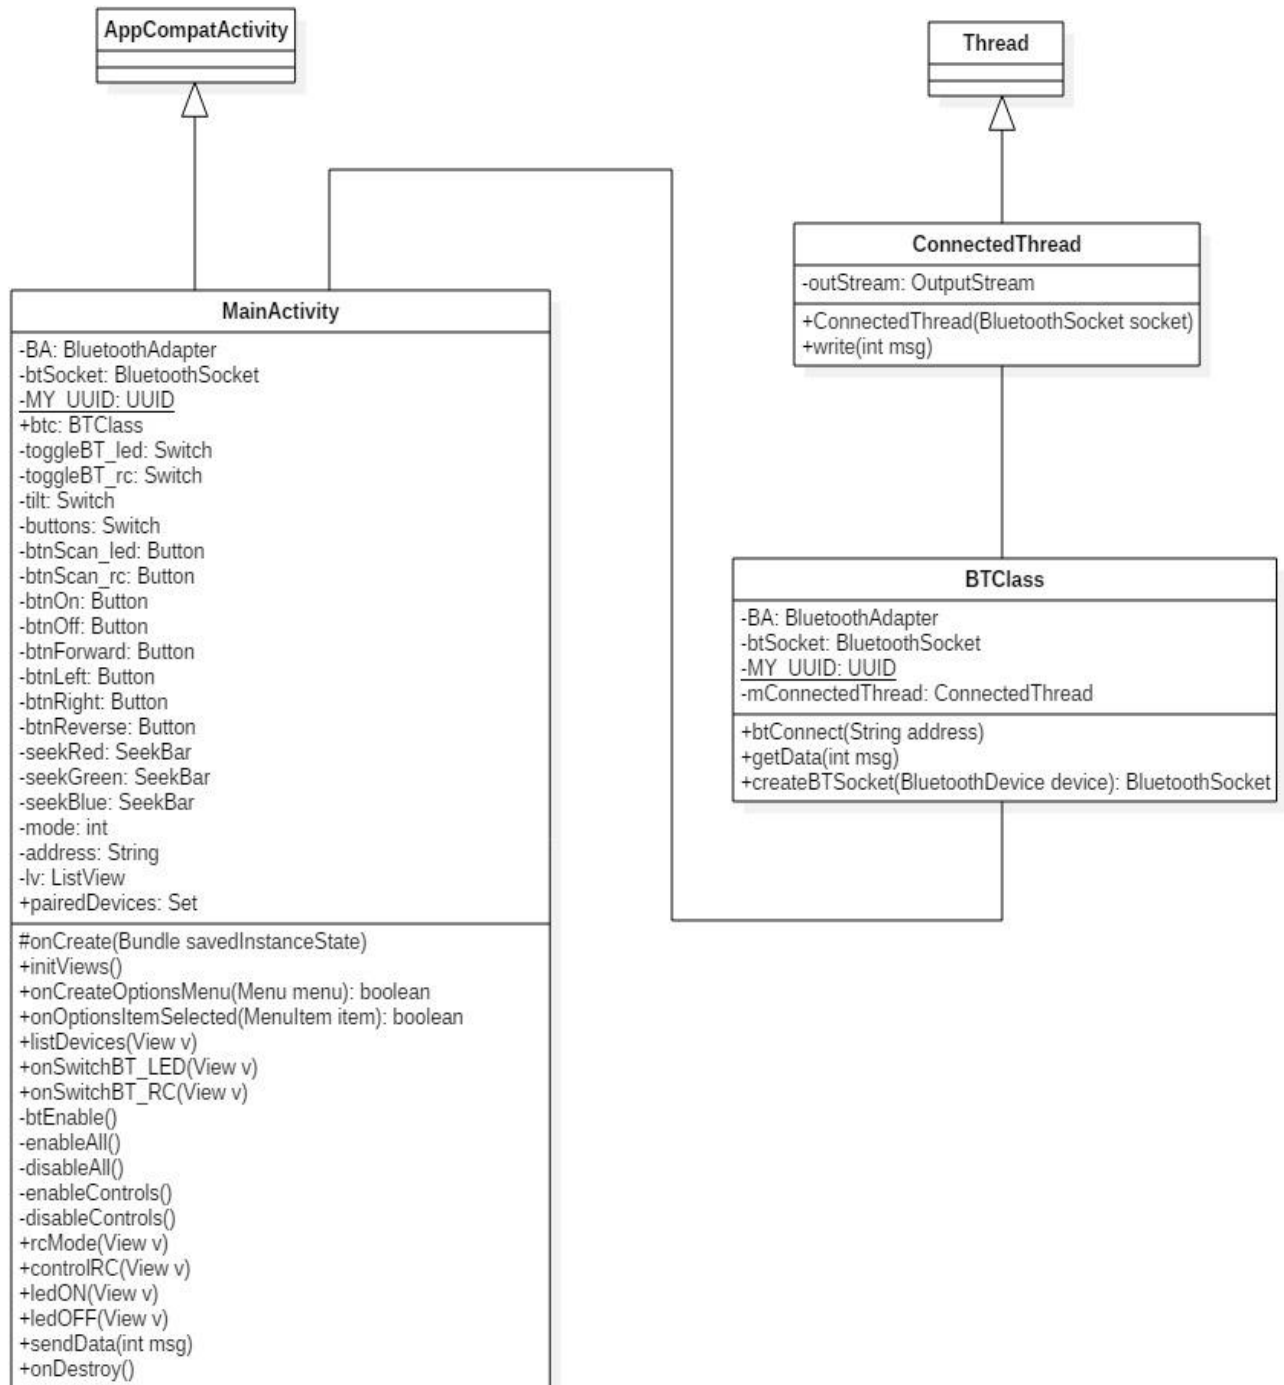 AppCompatActivity
Thread
ConnectedThread
-outStream: OutputStream
+ConnectedThread(BluetoothSocket socket)
+write(int msg)
MainActivity
-BA: BluetoothAdapter
-btSocket: BluetoothSocket
-MY_UUID: UUID
+btc: BTClass
-toggleBT_led: Switch
-toggleBT_rc: Switch
-tilt: Switch
-buttons: Switch
-btnScan_led: Button
-btnScan_rc: Button
-btnOn: Button
-btnOff: Button
-btnForward: Button
-btnLeft: Button
-btnRight: Button
-btnReverse: Button
-seekRed: SeekBar
-seekGreen: SeekBar
-seekBlue: SeekBar
-mode: int
-address: String
-lv: ListView
+pairedDevices: Set
#onCreate(Bundle savedInstanceState)
+initViews()
+onCreateOptionsMenu(Menu menu): boolean
+onOptionsItemSelected(MenuItem item): boolean
+listDevices(View v)
+onSwitchBT_LED(View v)
+onSwitchBT_RC(View v)
-btEnable()
-enableAll()
-disableAll()
-enableControls()
-disableControls()
+rcMode(View v)
+controlRC(View v)
+ledON(View v)
+ledOFF(View v)
+sendData(int msg)
+onDestroy()
BTClass
-BA: BluetoothAdapter
-btSocket: BluetoothSocket
-MY_UUID: UUID
-mConnectedThread: ConnectedThread
+btConnect(String address)
+getData(int msg)
+createBTSocket(BluetoothDevice device): BluetoothSocket